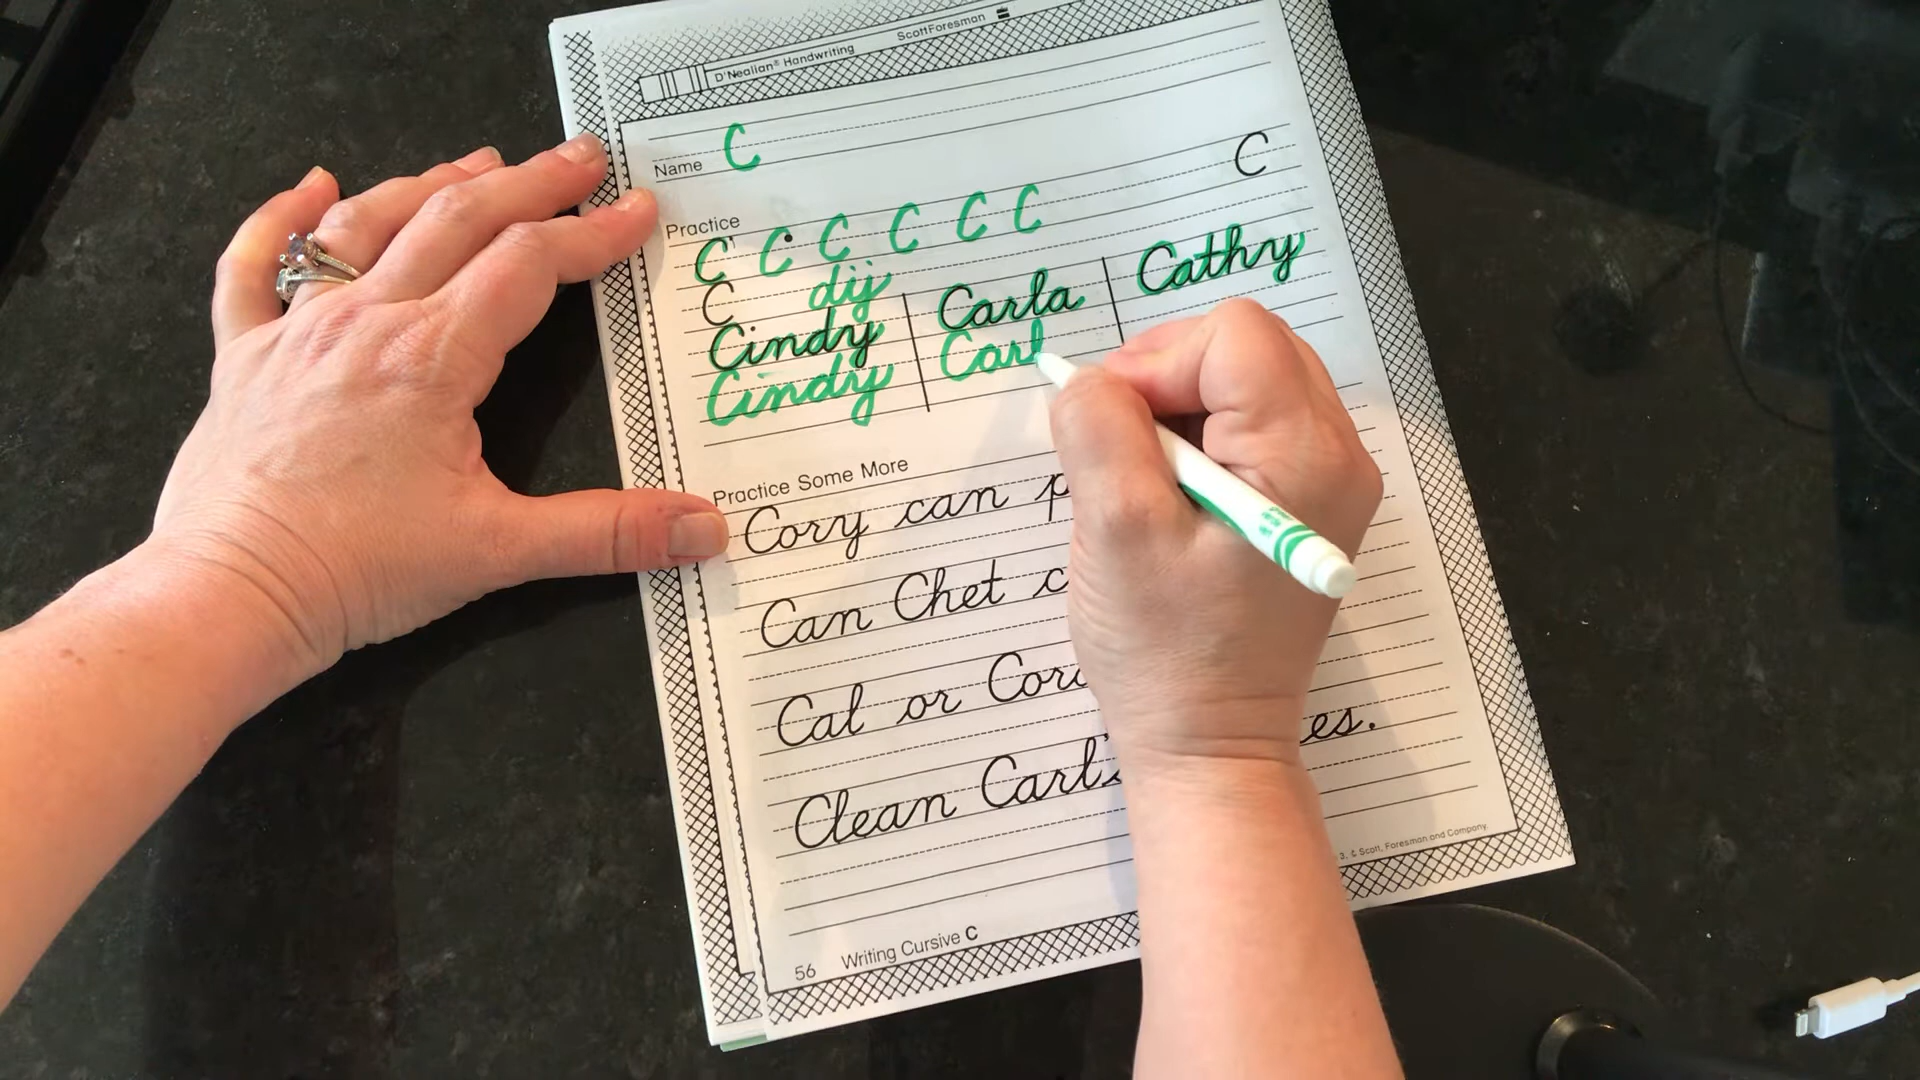 D'Nealian® Handwriting ScottForesman
Name C
C
Practice
C C C C C C
C dij
Cindy Carla Cathy
Cindy Carl
Practice Some More
Cory can p
Can Chet c
Cal or Cor
Clean Carl's es.
3, © Scott, Foresman and Company
56 Writing Cursive C